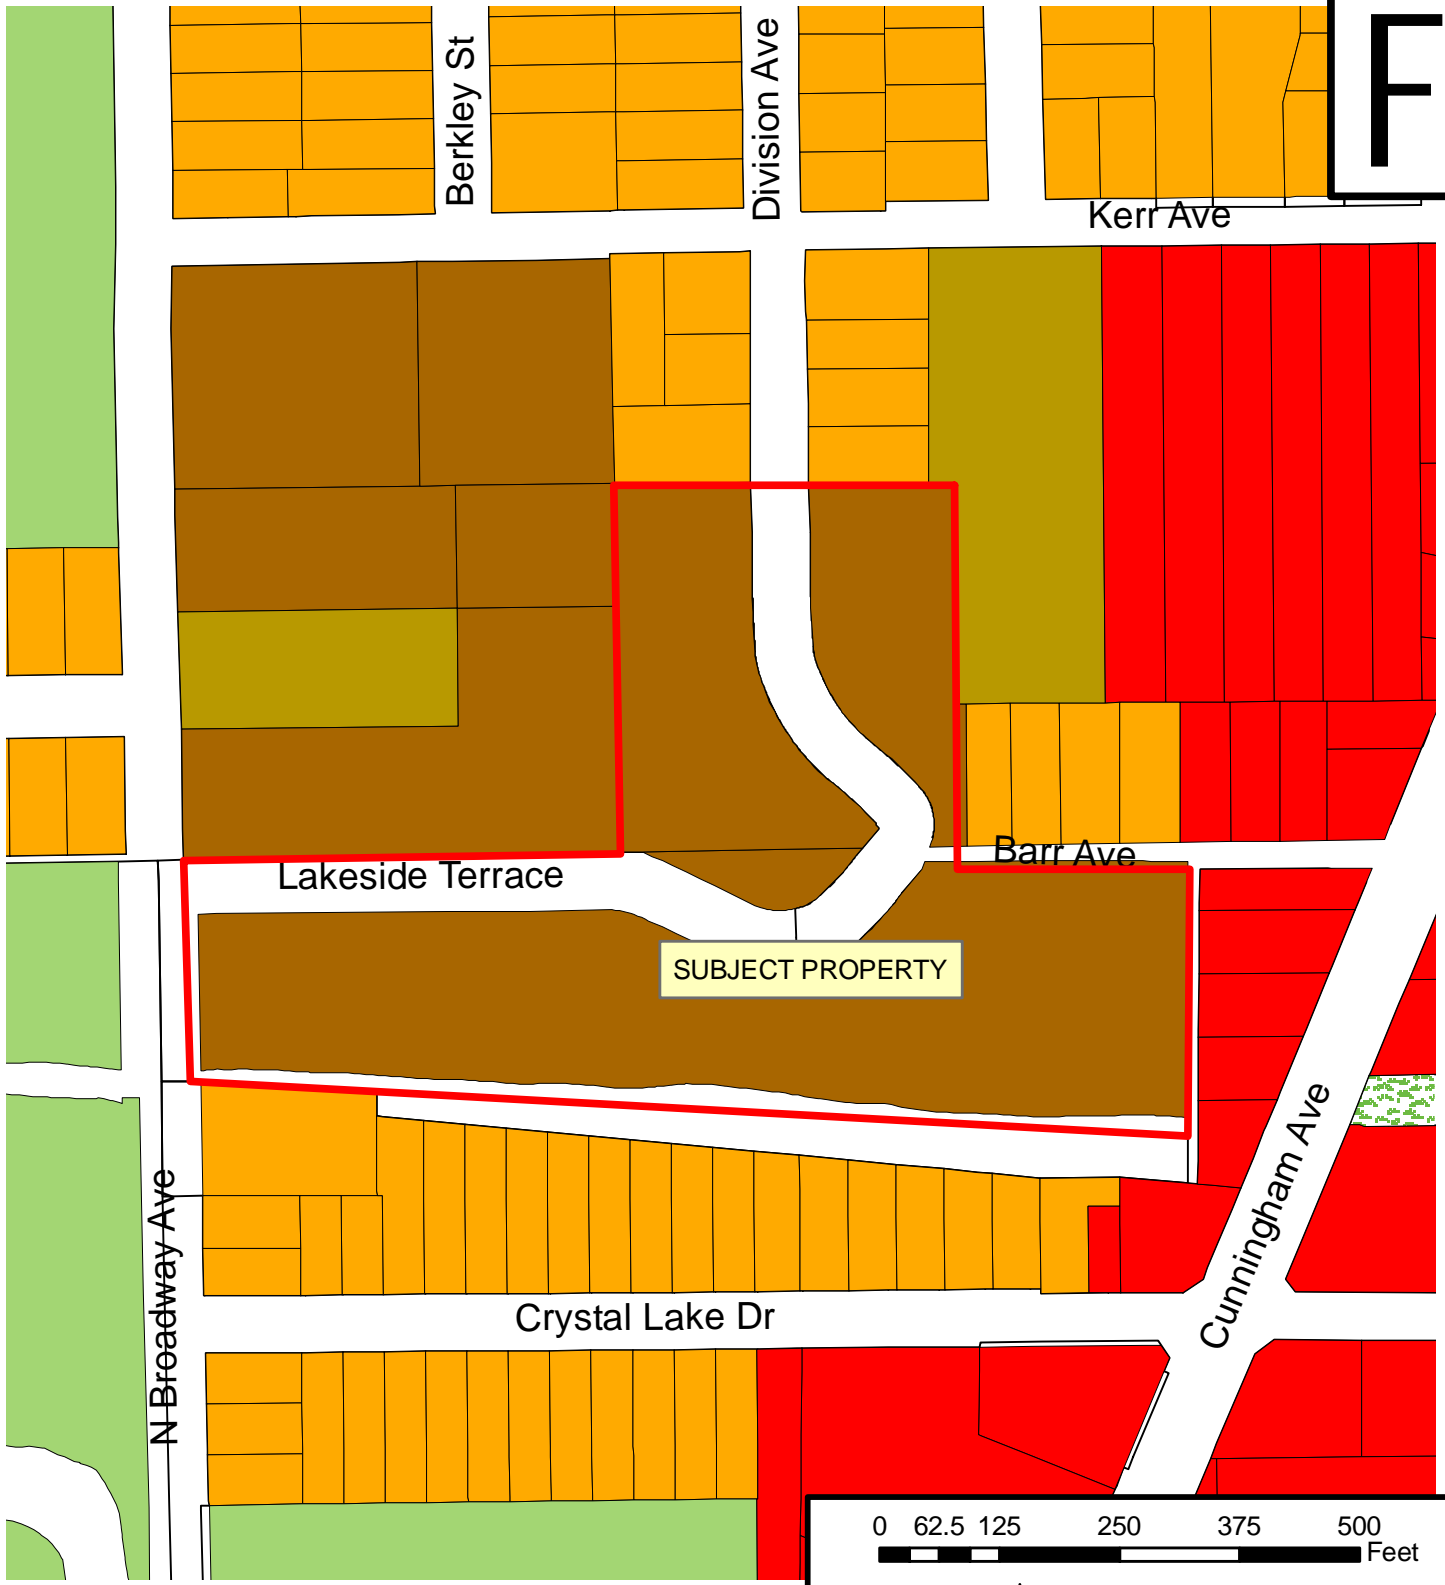 F
Berkley St
Division Ave
Kerr Ave
Barr Ave
Lakeside Terrace
SUBJECT PROPERTY
N Broadway Ave
Cunningham Ave
Crystal Lake Dr
0 62.5 125 250 375 500
Feet